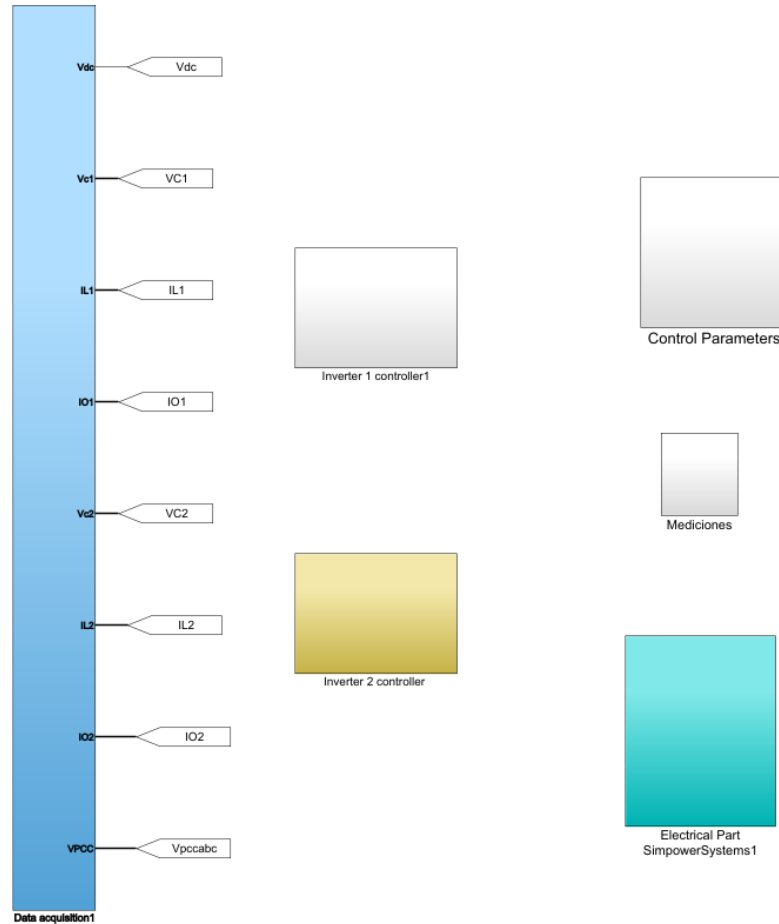 Vdc
Vdc
Vc1
VC1
IL1
IL1
IO1
IO1
Vc2
VC2
IL2
IL2
IO2
IO2
VPCC
Vpccabc
Data acquisition1
Inverter 1 controller1
Inverter 2 controller
Control Parameters
Mediciones
Electrical Part
SimpowerSystems1